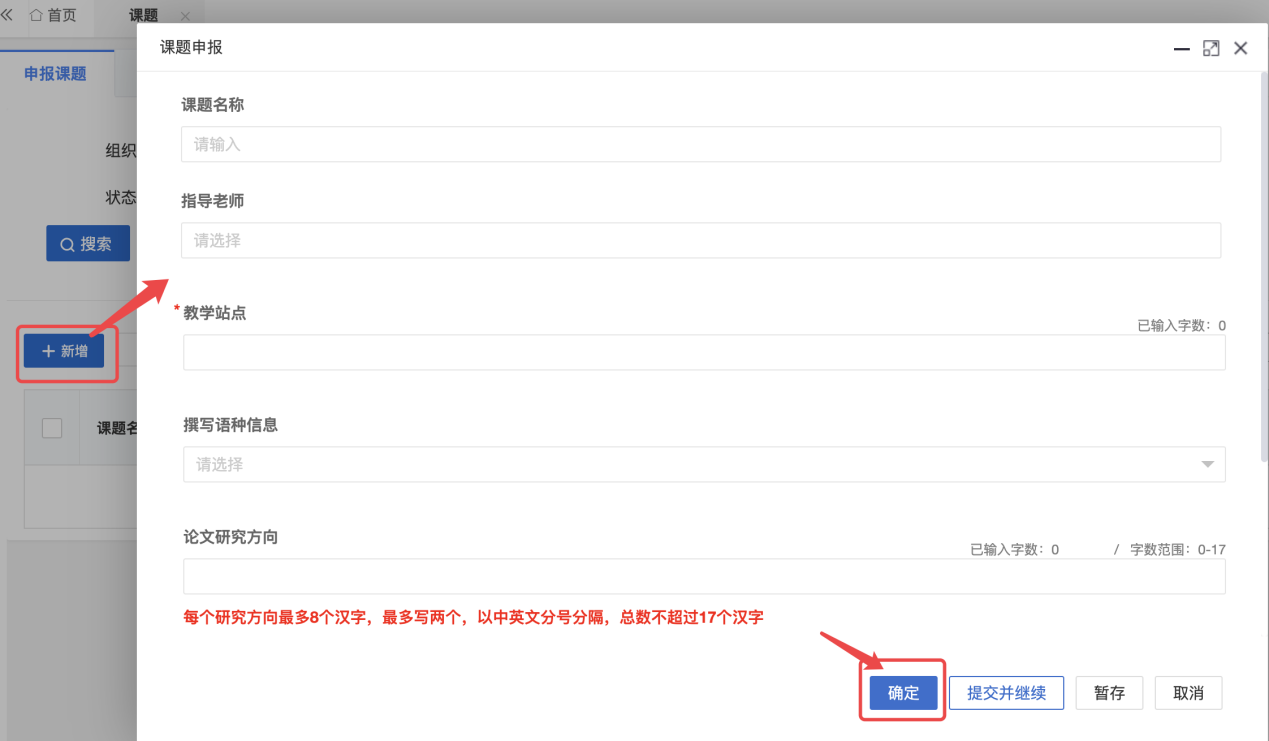 首页
课题
申报课题
组织
状态
搜索
新增
课题名
课题申报
课题名称
请输入
指导老师
请选择
* 教学站点
已输入字数：0
撰写语种信息
请选择
论文研究方向
已输入字数：0 / 字数范围：0-17
每个研究方向最多8个汉字，最多写两个，以中英文分号分隔，总数不超过17个汉字
确定 提交并继续 暂存 取消